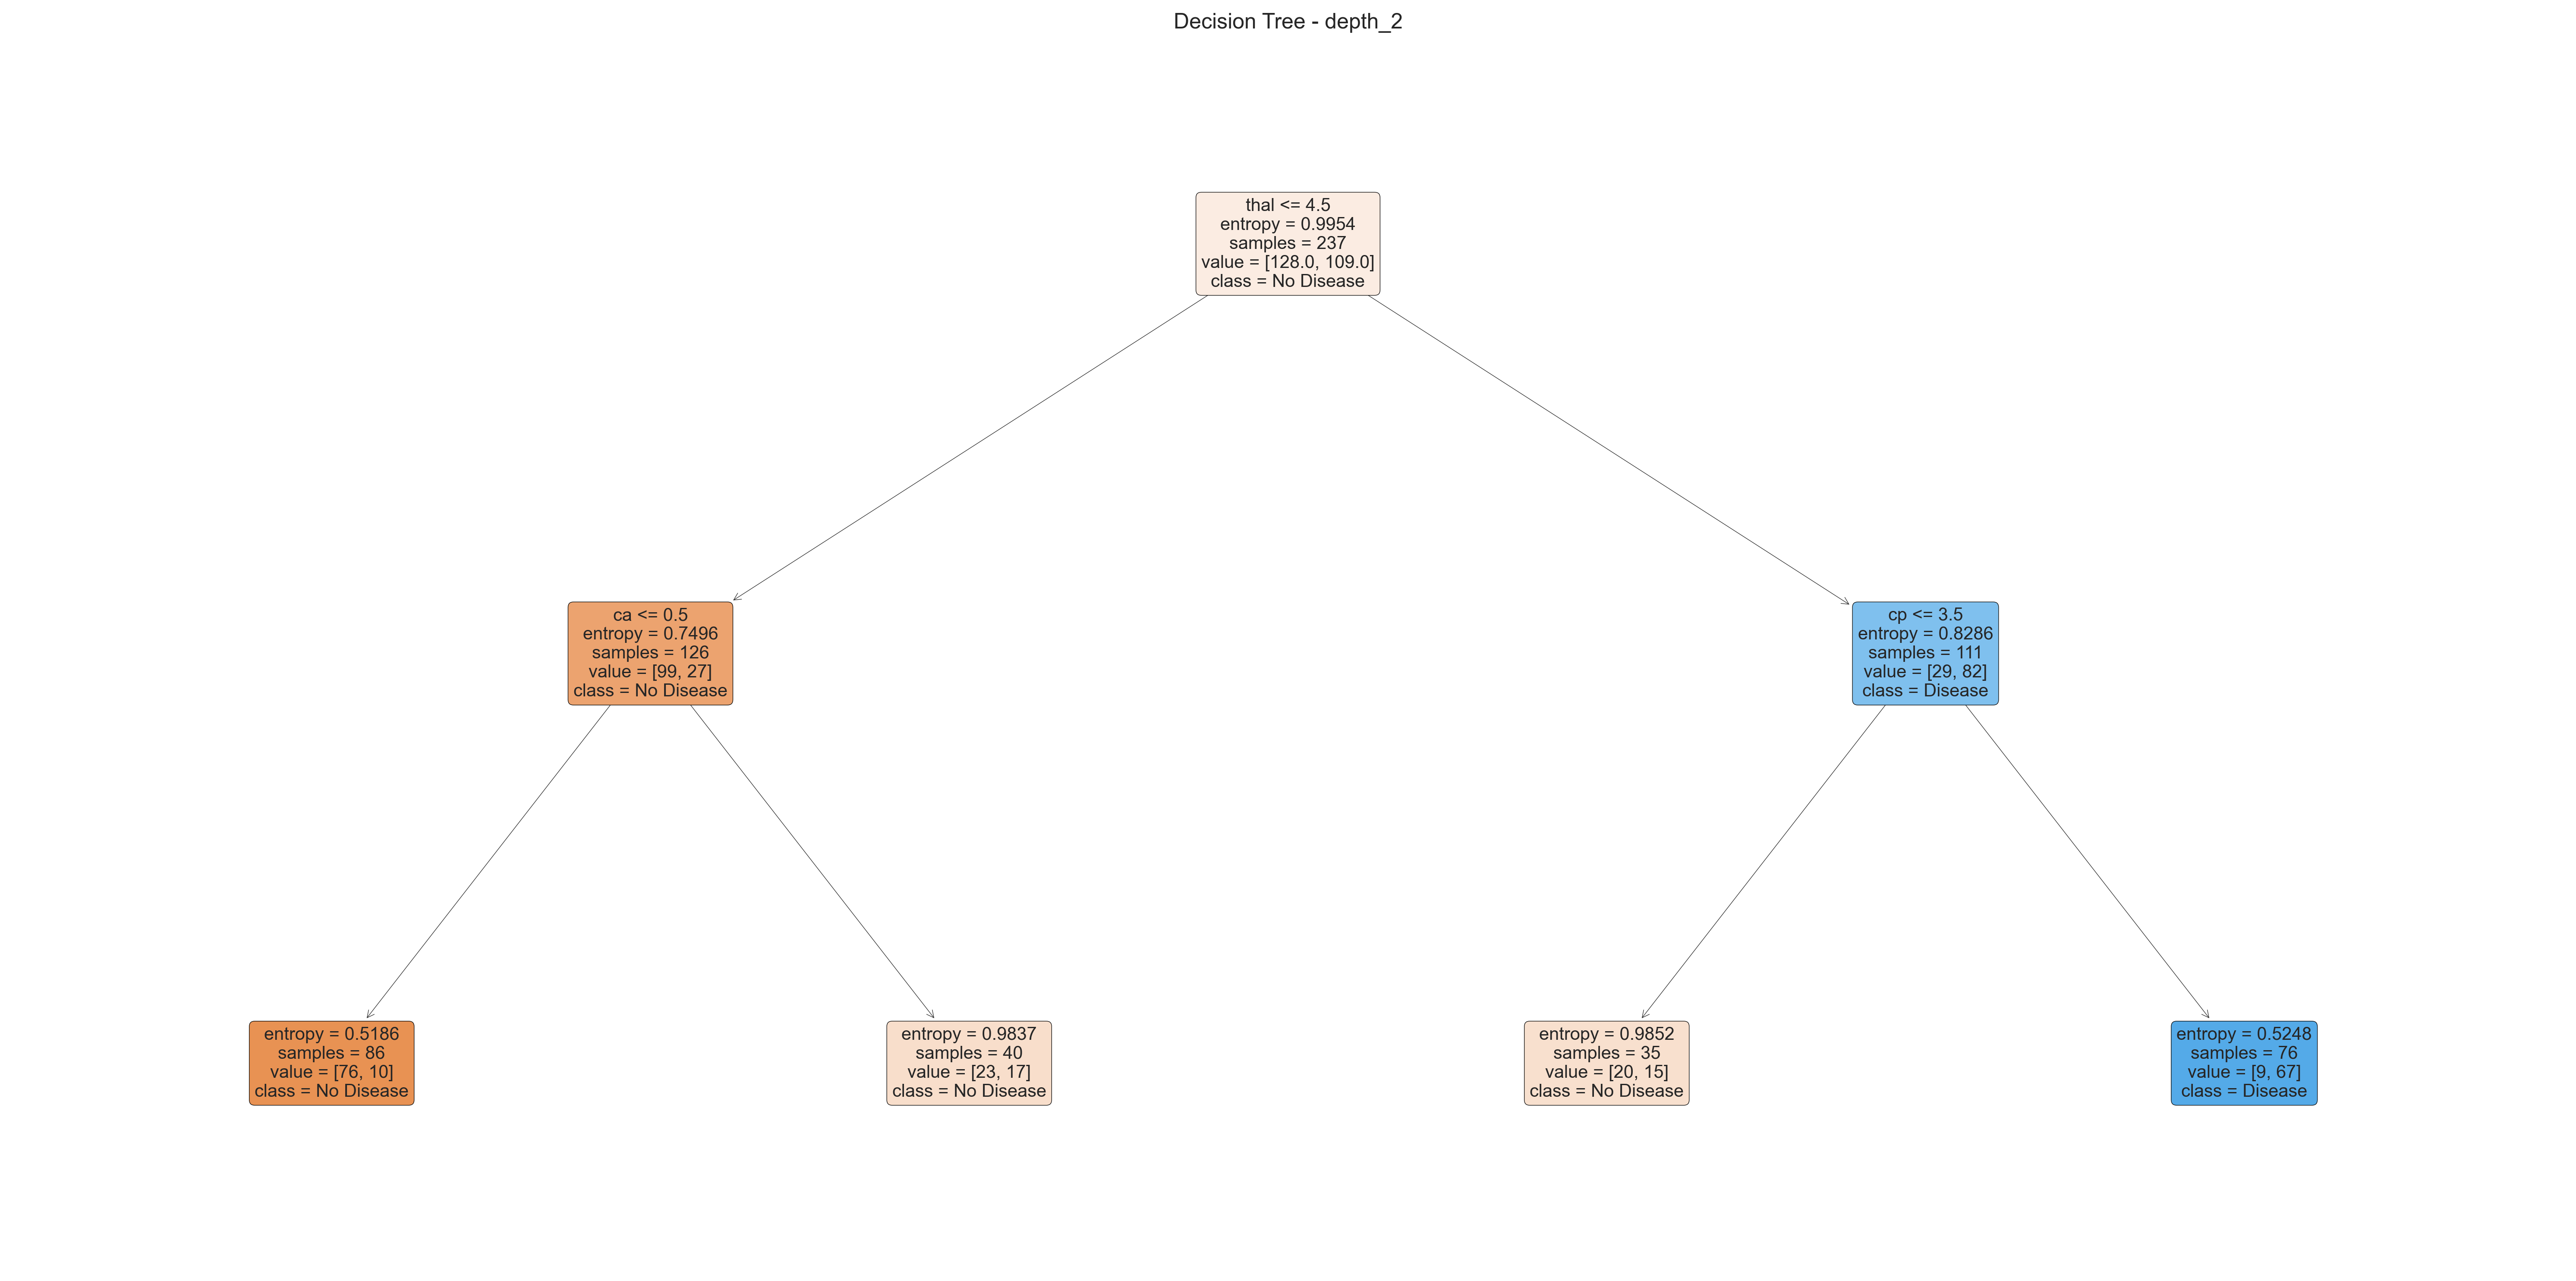 Decision Tree - depth_2
thal <= 4.5
entropy = 0.9954
samples = 237
value = [128.0, 109.0]
class = No Disease
ca <= 0.5
entropy = 0.7496
samples = 126
value = [99, 27]
class = No Disease
cp <= 3.5
entropy = 0.8286
samples = 111
value = [29, 82]
class = Disease
entropy = 0.5186
samples = 86
value = [76, 10]
class = No Disease
entropy = 0.9837
samples = 40
value = [23, 17]
class = No Disease
entropy = 0.9852
samples = 35
value = [20, 15]
class = No Disease
entropy = 0.5248
samples = 76
value = [9, 67]
class = Disease